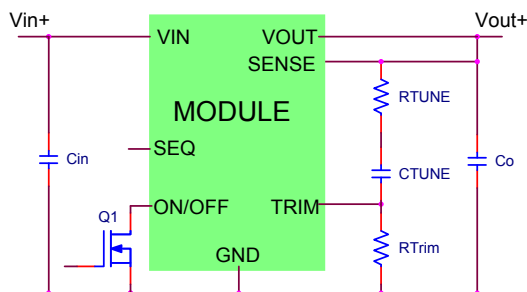 Vin+
Vout+
VIN
VOUT
SENSE
RTUNE
MODULE
Cin
SEQ
CTUNE
Co
Q1
ON/OFF
TRIM
RTrim
GND